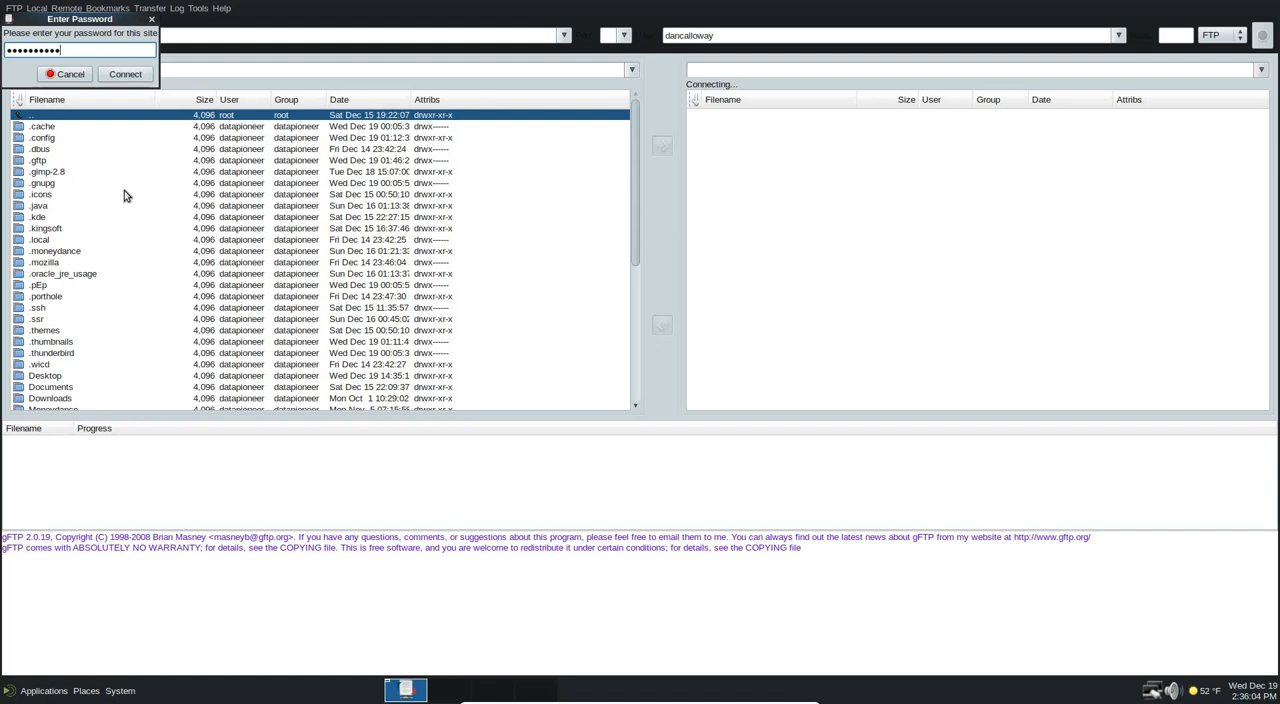 FTP Local Remote Bookmarks Transfer Log Tools Help
Enter Password
Please enter your password for this site
••••••••••
Cancel Connect
dancalloway
FTP
Connecting...
Filename Size User Group Date Attribs
.. 4,096 root root Sat Dec 15 19:22:07 drwxr-xr-x
.cache 4,096 datapioneer datapioneer Wed Dec 19 00:05:3 drwx------
.config 4,096 datapioneer datapioneer Wed Dec 19 01:12:3 drwxr-xr-x
.dbus 4,096 datapioneer datapioneer Fri Dec 14 23:42:24 drwx------
.gftp 4,096 datapioneer datapioneer Wed Dec 19 01:46:2 drwxr-xr-x
.gimp-2.8 4,096 datapioneer datapioneer Tue Dec 18 15:07:00 drwxr-xr-x
.gnupg 4,096 datapioneer datapioneer Wed Dec 19 00:05:5 drwx------
.icons 4,096 datapioneer datapioneer Sat Dec 15 00:50:10 drwxr-xr-x
.java 4,096 datapioneer datapioneer Sun Dec 16 01:13:38 drwxr-xr-x
.kde 4,096 datapioneer datapioneer Sat Dec 15 22:27:15 drwxr-xr-x
.kingsoft 4,096 datapioneer datapioneer Sat Dec 15 16:37:46 drwxr-xr-x
.local 4,096 datapioneer datapioneer Fri Dec 14 23:42:25 drwx------
.moneydance 4,096 datapioneer datapioneer Sun Dec 16 01:21:33 drwxr-xr-x
.mozilla 4,096 datapioneer datapioneer Fri Dec 14 23:46:04 drwx------
.oracle_jre_usage 4,096 datapioneer datapioneer Sun Dec 16 01:13:37 drwxr-xr-x
.pEp 4,096 datapioneer datapioneer Wed Dec 19 00:05:5 drwx------
.porthole 4,096 datapioneer datapioneer Fri Dec 14 23:47:30 drwxr-xr-x
.ssh 4,096 datapioneer datapioneer Sat Dec 15 11:35:57 drwx------
.ssr 4,096 datapioneer datapioneer Sun Dec 16 00:45:02 drwxr-xr-x
.themes 4,096 datapioneer datapioneer Sat Dec 15 00:50:10 drwxr-xr-x
.thumbnails 4,096 datapioneer datapioneer Wed Dec 19 01:11:4 drwx------
.thunderbird 4,096 datapioneer datapioneer Wed Dec 19 00:05:3 drwx------
.wicd 4,096 datapioneer datapioneer Fri Dec 14 23:42:27 drwxr-xr-x
Desktop 4,096 datapioneer datapioneer Wed Dec 19 14:35:1 drwxr-xr-x
Documents 4,096 datapioneer datapioneer Sat Dec 15 22:09:37 drwxr-xr-x
Downloads 4,096 datapioneer datapioneer Mon Oct 1 10:29:02 drwxr-xr-x
Moneydance 4,096 datapioneer datapioneer Mon Nov 5 07:15:55 drwxr-xr-x
Filename Size User Group Date Attribs
Filename Progress
gFTP 2.0.19, Copyright (C) 1998-2008 Brian Masney <masneyb@gftp.org>. If you have any questions, comments, or suggestions about this program, please feel free to email them to me. You can always find out the latest news about gFTP from my website at http://www.gftp.org/
gFTP comes with ABSOLUTELY NO WARRANTY; for details, see the COPYING file. This is free software, and you are welcome to redistribute it under certain conditions; for details, see the COPYING file
Applications Places System
52 °F
Wed Dec 19
2:36:04 PM